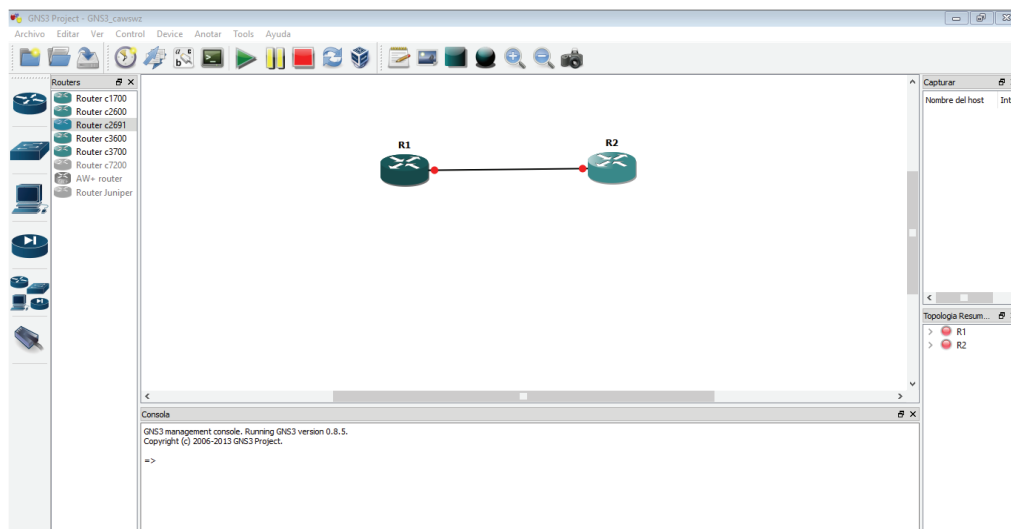 GNS3 Project - GNS3_cawswz
Archivo Editar Ver Control Device Anotar Tools Ayuda
Routers
Router c1700
Router c2600
Router c2691
Router c3600
Router c3700
Router c7200
AW+ router
Router Juniper
R1
R2
Capturar
Nombre del host Int
Topologia Resum...
R1
R2
Consola
GNS3 management console. Running GNS3 version 0.8.5.
Copyright (c) 2006-2013 GNS3 Project.
=>